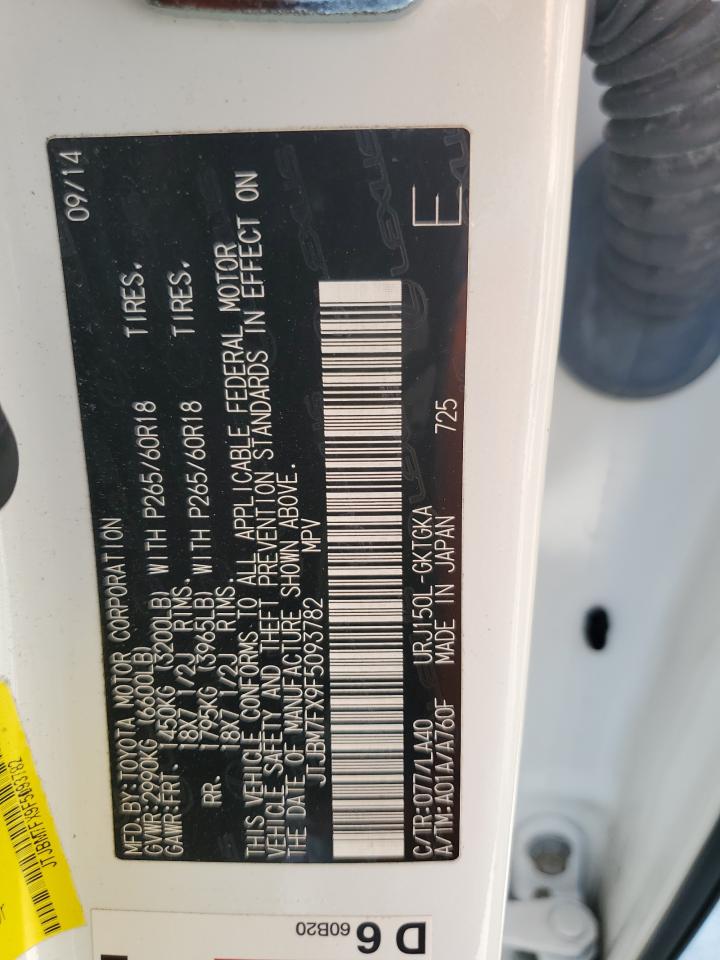 09/14
MFD.BY:TOYOTA MOTOR CORPORATION
GVWR:2990KG (6600LB)
GAWR:FRT. 1450KG (3200LB) WITH P265/60R18 TIRES.
18X7 1/2J RIMS.
RR. 1795KG (3965LB) WITH P265/60R18 TIRES.
18X7 1/2J RIMS.
THIS VEHICLE CONFORMS TO ALL APPLICABLE FEDERAL MOTOR
VEHICLE SAFETY AND THEFT PREVENTION STANDARDS IN EFFECT ON
THE DATE OF MANUFACTURE SHOWN ABOVE.
JTJBM7FX9F5093782 MPV
C/TR:077/LA40 URJ150L-GKTGKA
A/TM:A01A/A760F MADE IN JAPAN 725 E
LEXUS
JTJBM7FX9F5093782
D 6
60B20